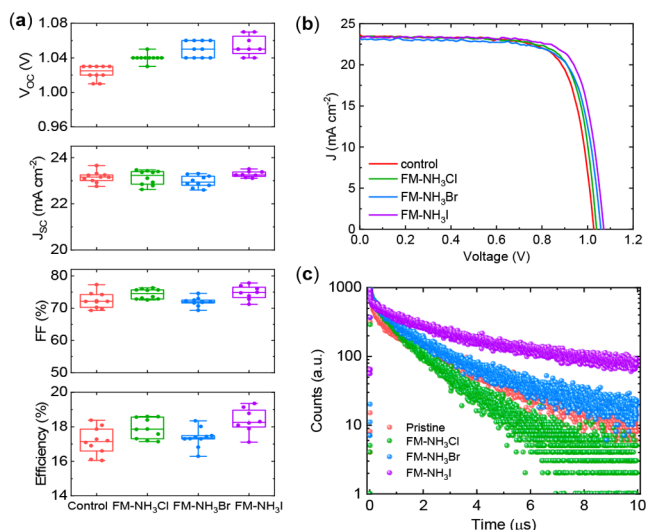 (a)
1.08
1.04
1.00
0.96
V_OC (V)
24
23
22
J_SC (mA cm⁻²)
80
75
70
65
60
FF (%)
20
18
16
14
Efficiency (%)
Control FM-NH₃Cl FM-NH₃Br FM-NH₃I
(b)
25
20
15
10
5
0
J (mA cm⁻²)
control
FM-NH₃Cl
FM-NH₃Br
FM-NH₃I
0.0 0.2 0.4 0.6 0.8 1.0 1.2
Voltage (V)
(c)
1000
100
10
1
Counts (a.u.)
Pristine
FM-NH₃Cl
FM-NH₃Br
FM-NH₃I
0 2 4 6 8 10
Time (μs)